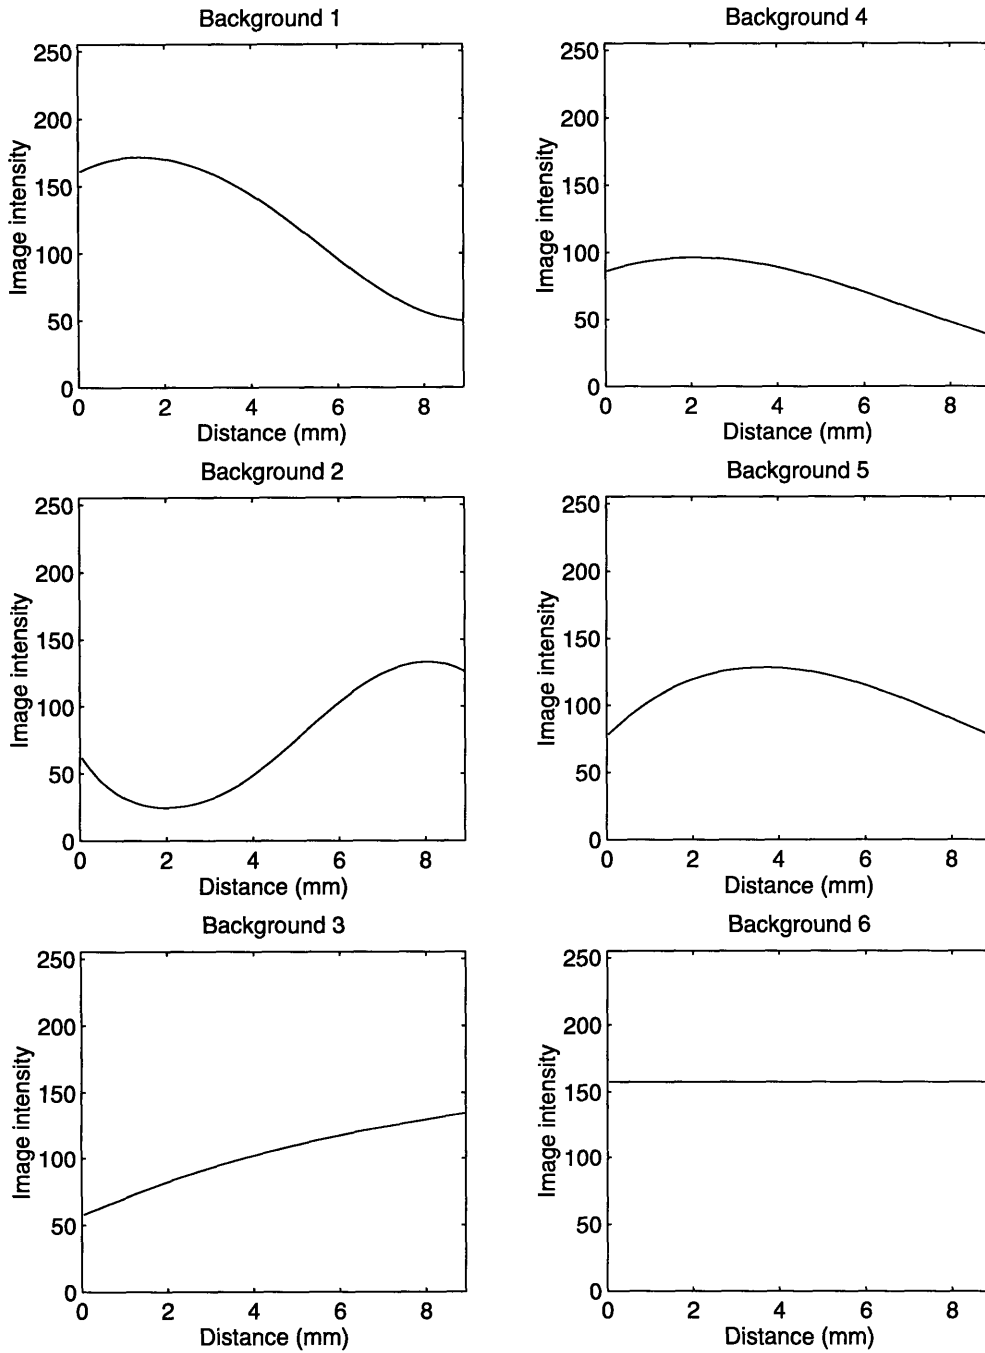 Background 1
250
200
150
100
50
0
Image intensity
0 2 4 6 8
Distance (mm)
Background 4
250
200
150
100
50
0
Image intensity
0 2 4 6 8
Distance (mm)
Background 2
250
200
150
100
50
0
Image intensity
0 2 4 6 8
Distance (mm)
Background 5
250
200
150
100
50
0
Image intensity
0 2 4 6 8
Distance (mm)
Background 3
250
200
150
100
50
0
Image intensity
0 2 4 6 8
Distance (mm)
Background 6
250
200
150
100
50
0
Image intensity
0 2 4 6 8
Distance (mm)